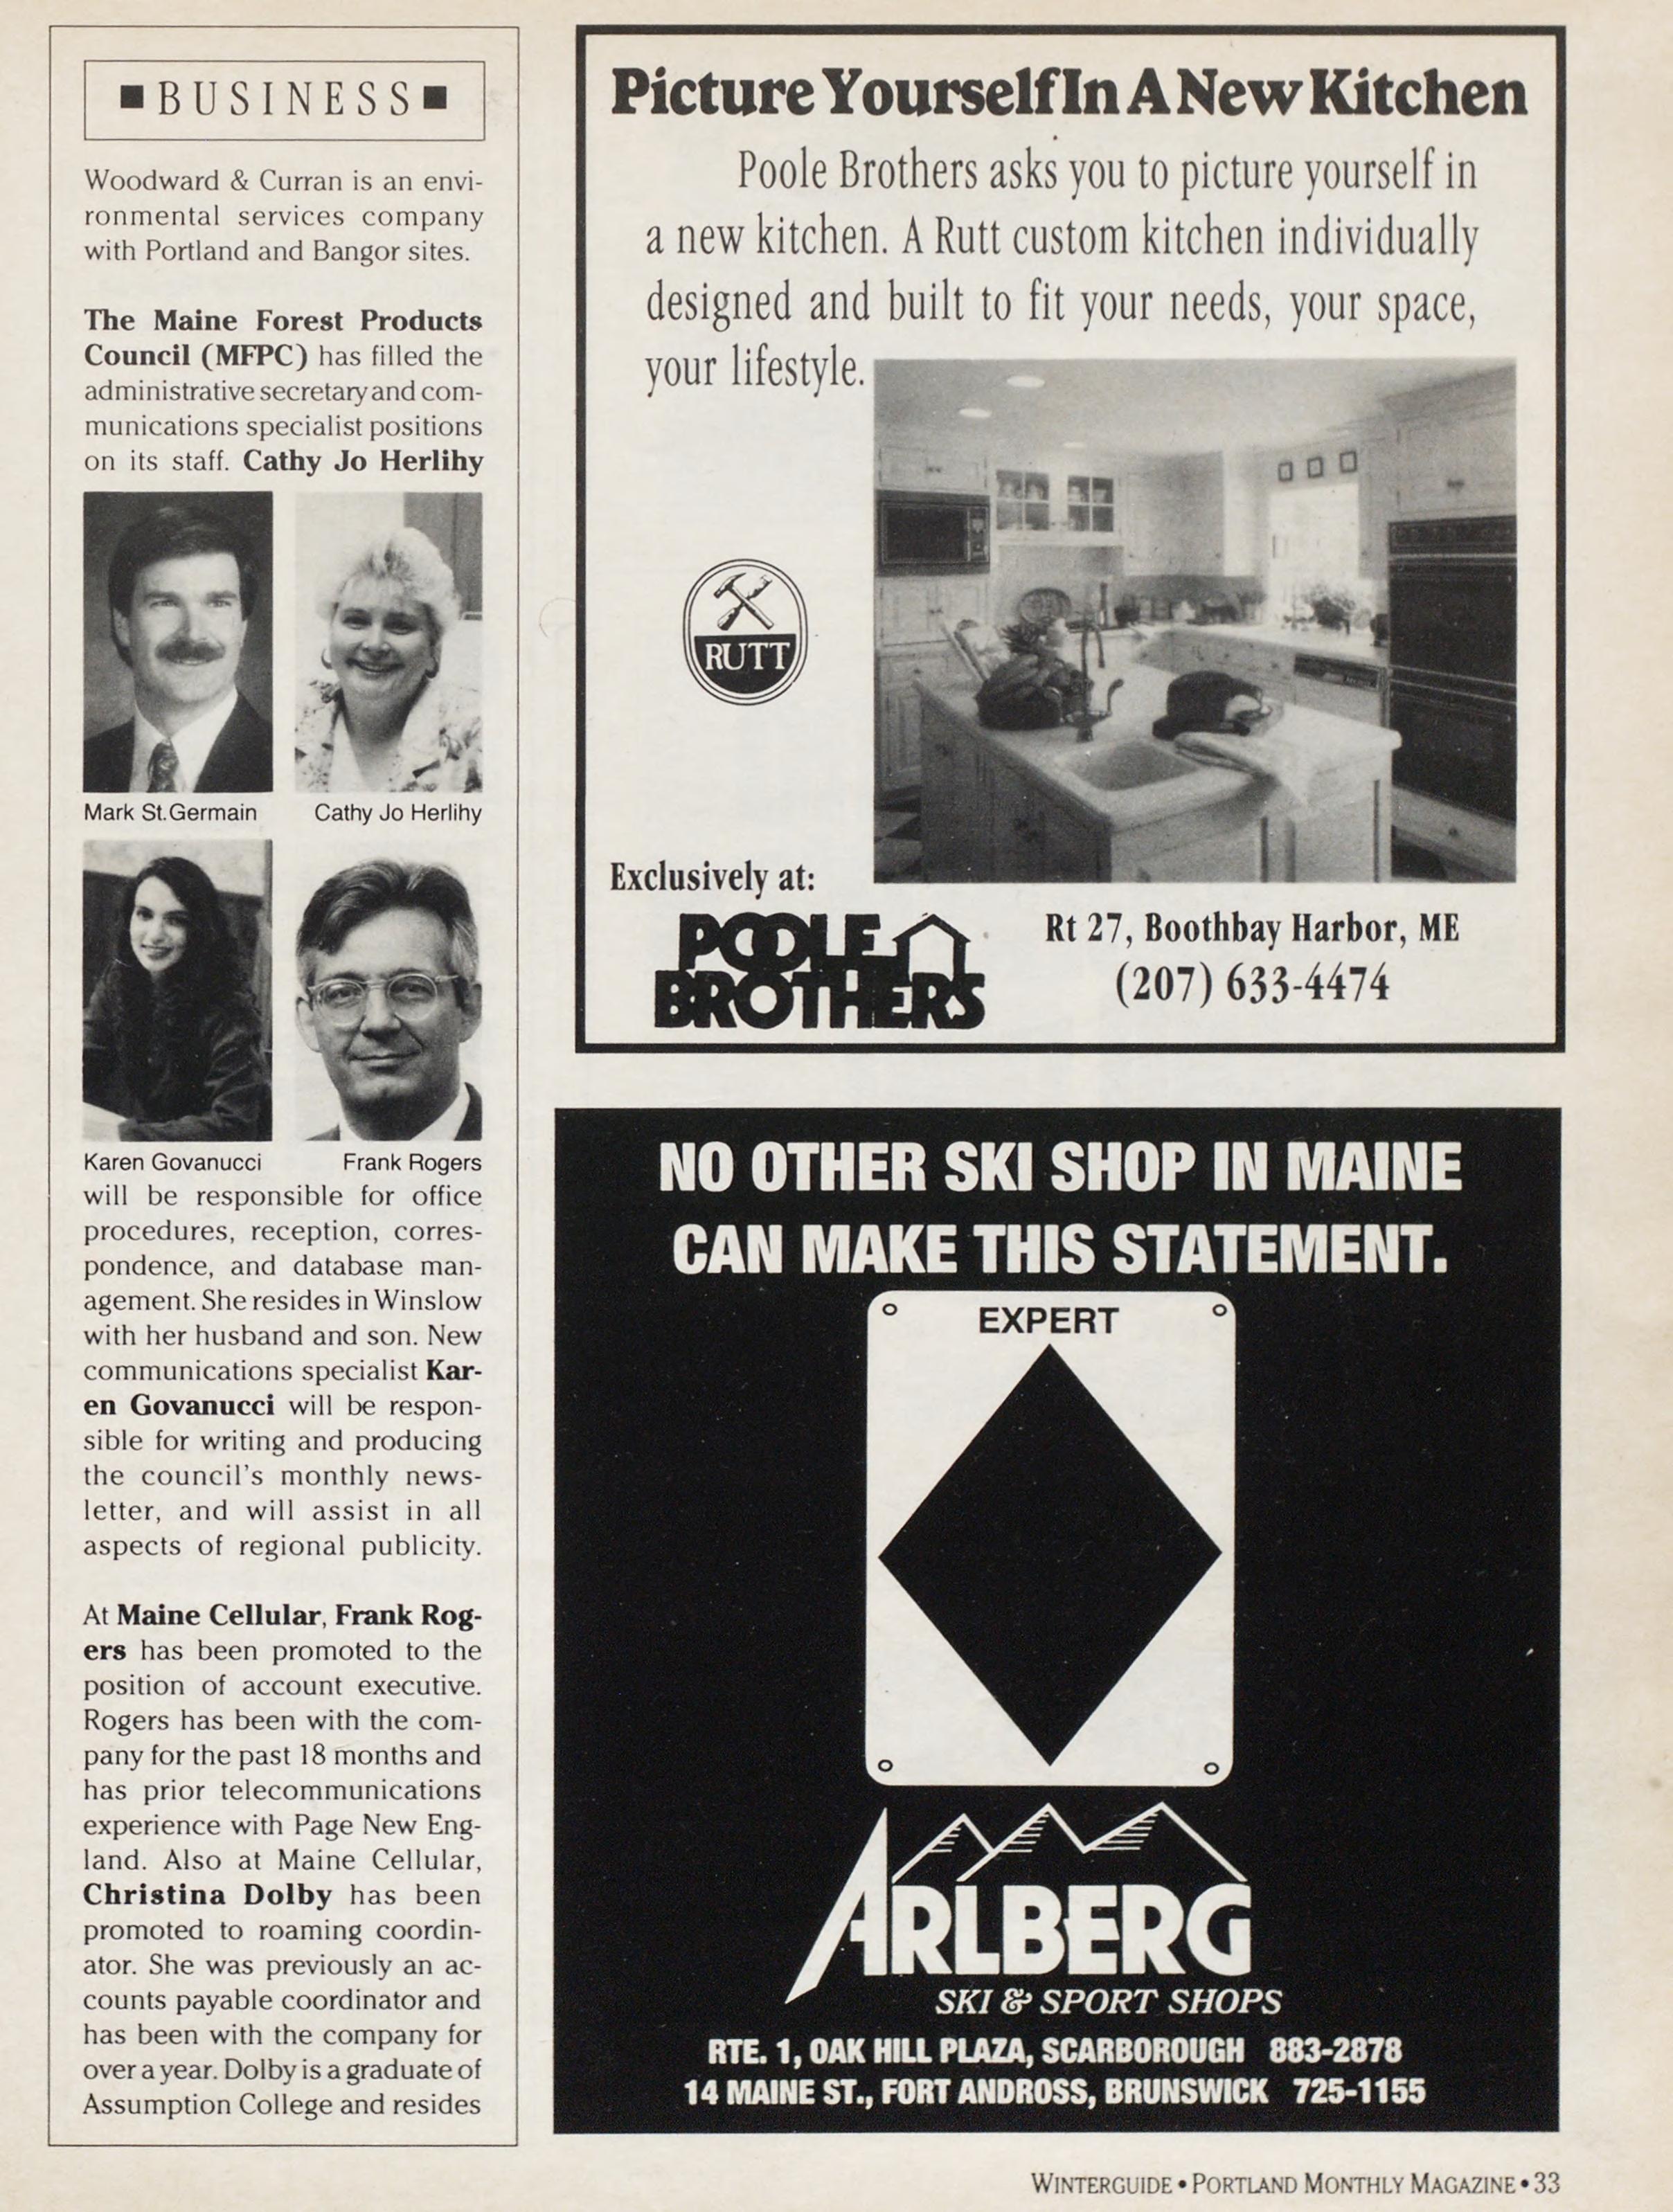 BUSINESS
Woodward & Curran is an envi-
ronmental services company
with Portland and Bangor sites.
The Maine Forest Products
Council (MFPC) has filled the
administrative secretary and com-
munications specialist positions
on its staff. Cathy Jo Herlihy
Mark St.Germain
Cathy Jo Herlihy
Karen Govanucci
Frank Rogers
will be responsible for office
procedures, reception, corres-
pondence, and database man-
agement. She resides in Winslow
with her husband and son. New
communications specialist Kar-
en Govanucci will be respon-
sible for writing and producing
the council's monthly news-
letter, and will assist in all
aspects of regional publicity.
At Maine Cellular, Frank Rog-
ers has been promoted to the
position of account executive.
Rogers has been with the com-
pany for the past 18 months and
has prior telecommunications
experience with Page New Eng-
land. Also at Maine Cellular,
Christina Dolby has been
promoted to roaming coordin-
ator. She was previously an ac-
counts payable coordinator and
has been with the company for
over a year. Dolby is a graduate of
Assumption College and resides
Picture Yourself In A New Kitchen
Poole Brothers asks you to picture yourself in
a new kitchen. A Rutt custom kitchen individually
designed and built to fit your needs, your space,
your lifestyle.
RUTT
Exclusively at:
POOLE
BROTHERS
Rt 27, Boothbay Harbor, ME
(207) 633-4474
NO OTHER SKI SHOP IN MAINE
CAN MAKE THIS STATEMENT.
EXPERT
ARLBERG
SKI & SPORT SHOPS
RTE. 1, OAK HILL PLAZA, SCARBOROUGH 883-2878
14 MAINE ST., FORT ANDROSS, BRUNSWICK 725-1155
WINTERGUIDE • PORTLAND MONTHLY MAGAZINE • 33